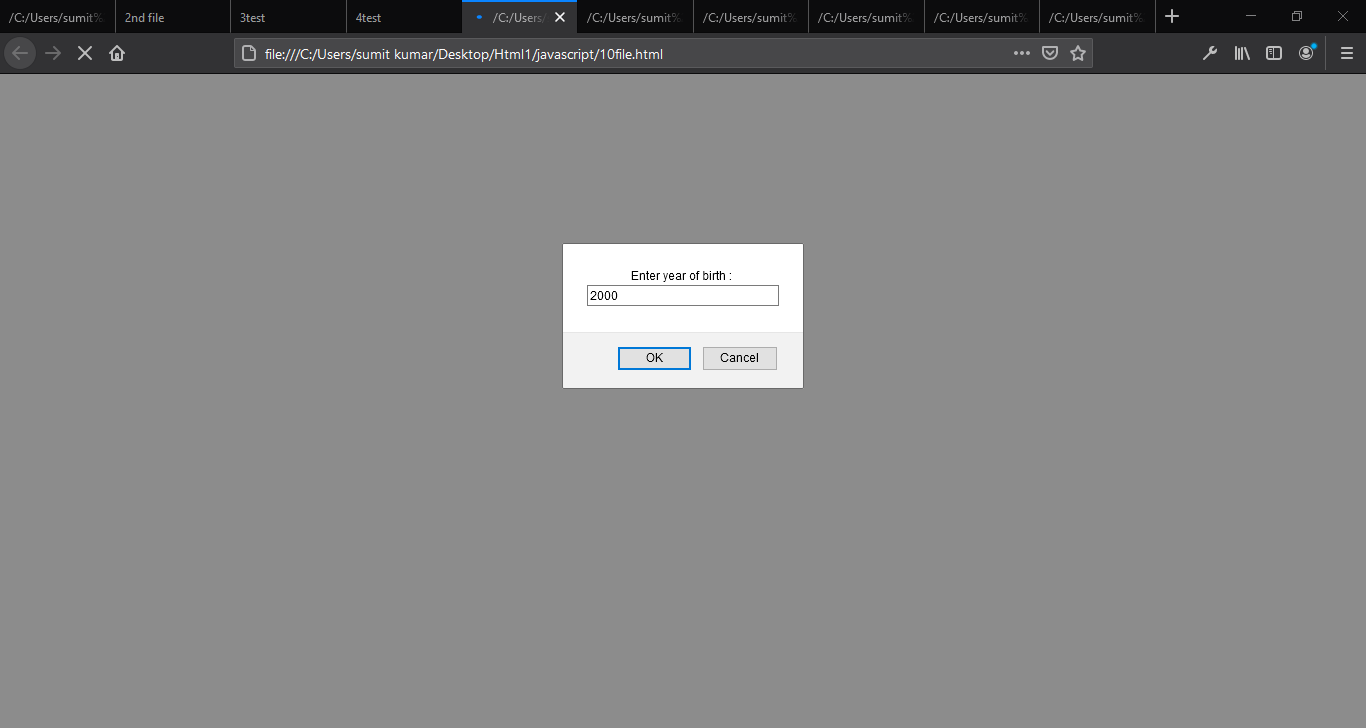 /C:/Users/sumit%
2nd file
3test
4test
/C:/Users/
/C:/Users/sumit%
/C:/Users/sumit%
/C:/Users/sumit%
/C:/Users/sumit%
/C:/Users/sumit%
file:///C:/Users/sumit kumar/Desktop/Html1/javascript/10file.html
Enter year of birth :
2000
OK
Cancel